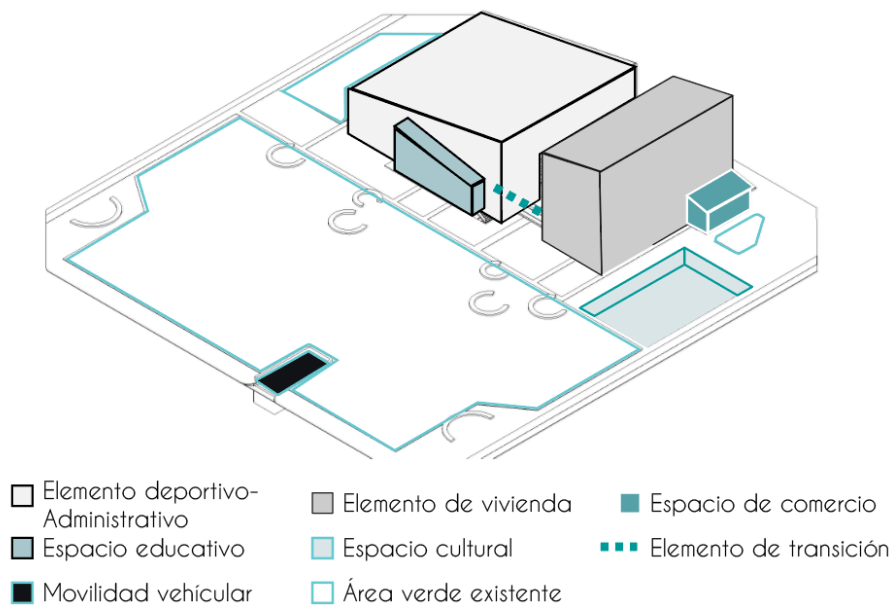 Elemento deportivo-
Administrativo
Espacio educativo
Movilidad vehícular
Elemento de vivienda
Espacio cultural
Área verde existente
Espacio de comercio
Elemento de transición